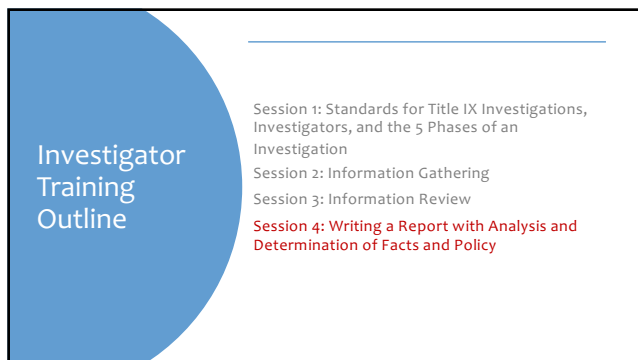 Investigator
Training
Outline
Session 1: Standards for Title IX Investigations,
Investigators, and the 5 Phases of an
Investigation
Session 2: Information Gathering
Session 3: Information Review
Session 4: Writing a Report with Analysis and
Determination of Facts and Policy